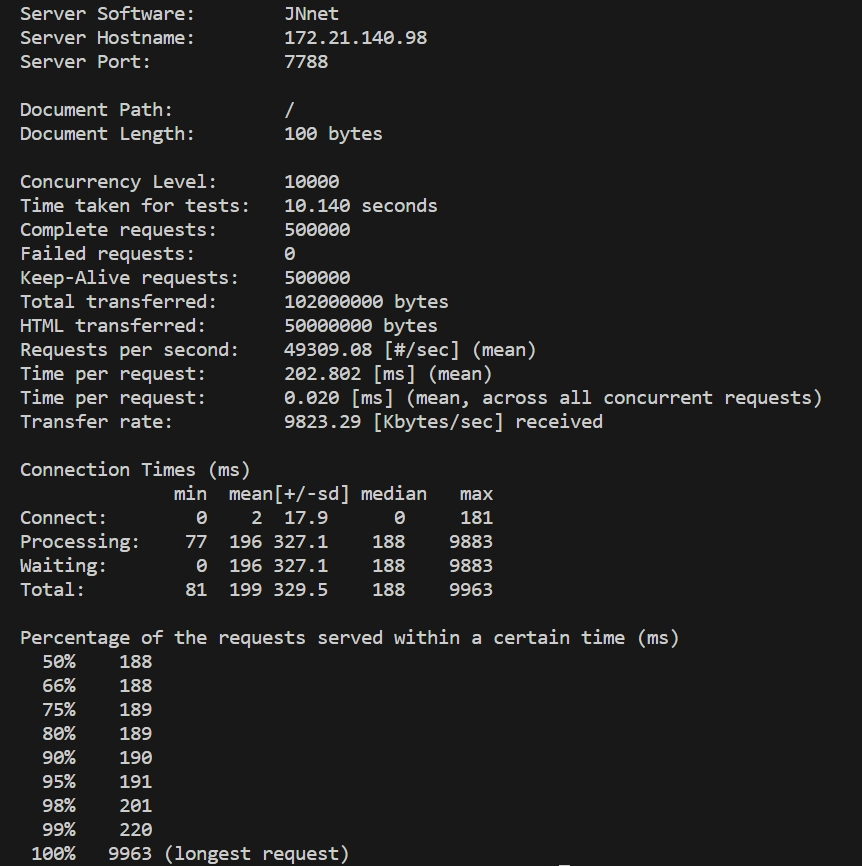 Server Software:        JNnet
Server Hostname:        172.21.140.98
Server Port:            7788

Document Path:          /
Document Length:        100 bytes

Concurrency Level:      10000
Time taken for tests:   10.140 seconds
Complete requests:      500000
Failed requests:        0
Keep-Alive requests:    500000
Total transferred:      102000000 bytes
HTML transferred:       50000000 bytes
Requests per second:    49309.08 [#/sec] (mean)
Time per request:       202.802 [ms] (mean)
Time per request:       0.020 [ms] (mean, across all concurrent requests)
Transfer rate:          9823.29 [Kbytes/sec] received

Connection Times (ms)
              min  mean[+/-sd] median   max
Connect:        0    2  17.9      0     181
Processing:    77  196 327.1    188    9883
Waiting:        0  196 327.1    188    9883
Total:         81  199 329.5    188    9963

Percentage of the requests served within a certain time (ms)
  50%    188
  66%    188
  75%    189
  80%    189
  90%    190
  95%    191
  98%    201
  99%    220
 100%   9963 (longest request)